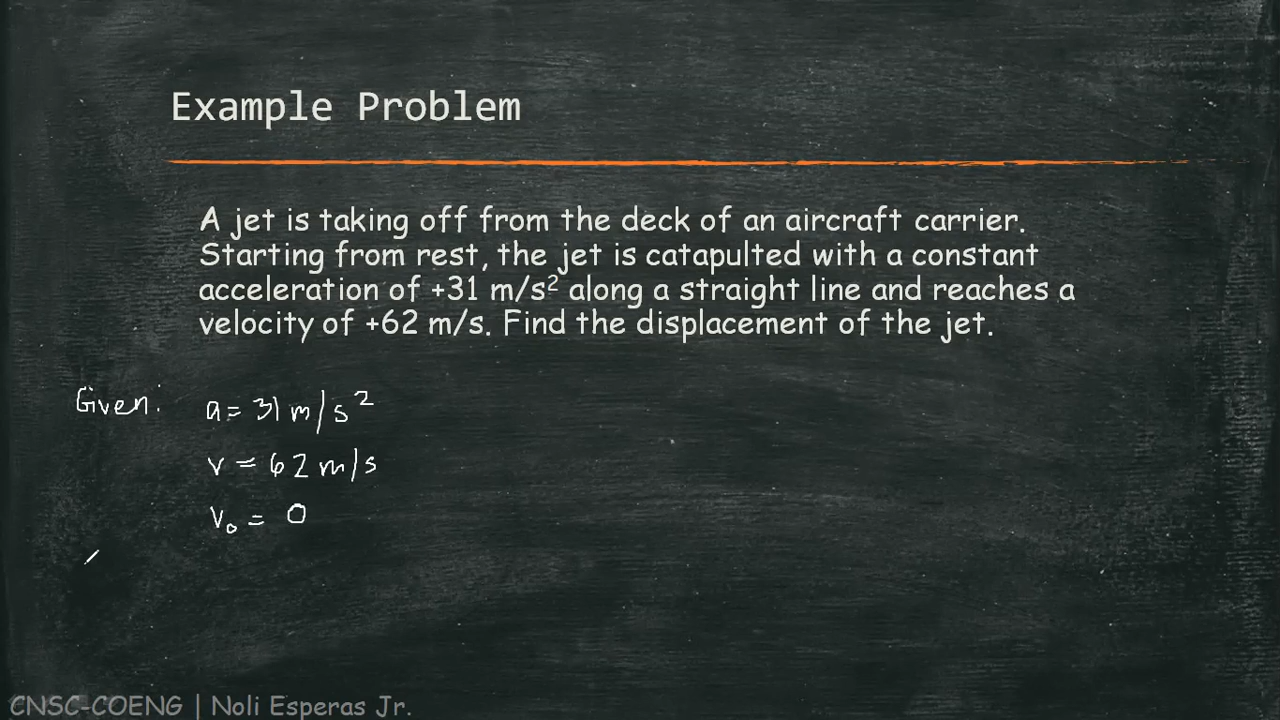 Example Problem
A jet is taking off from the deck of an aircraft carrier.
Starting from rest, the jet is catapulted with a constant
acceleration of +31 m/s² along a straight line and reaches a
velocity of +62 m/s. Find the displacement of the jet.
Given: a = 31 m/s²
v = 62 m/s
v₀ = 0
CNSC-COENG | Noli Esperas Jr.